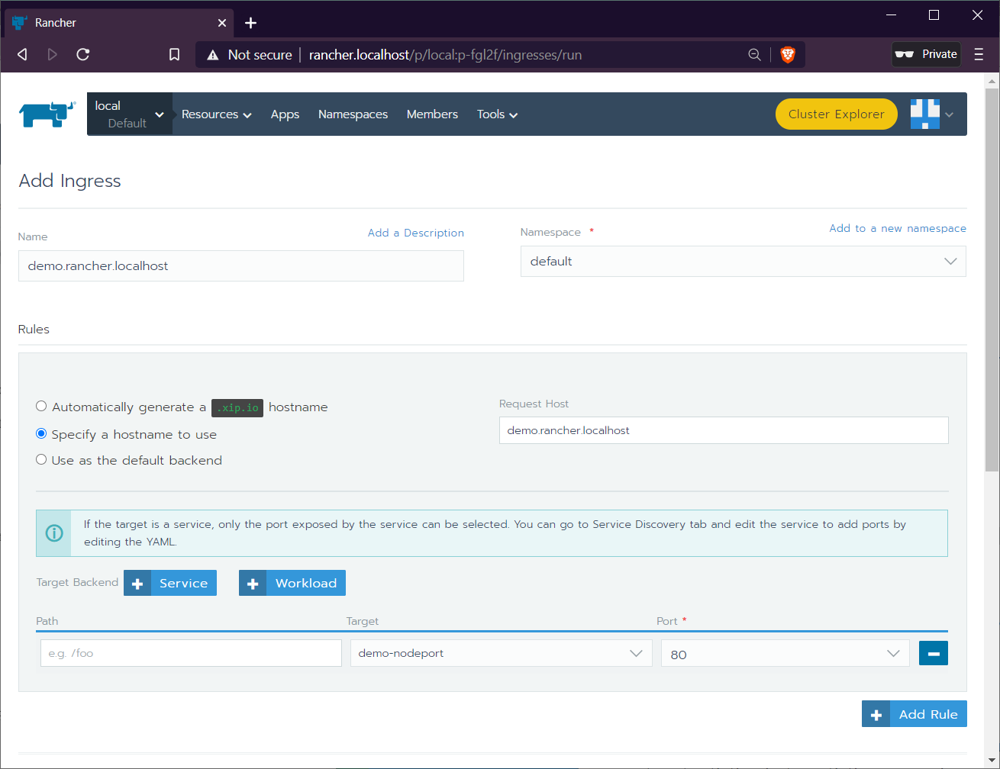 Rancher
Not secure rancher.localhost/p/local:p-fgl2f/ingresses/run Private
local
Default
Resources Apps Namespaces Members Tools Cluster Explorer
Add Ingress
Name Add a Description
demo.rancher.localhost
Namespace * Add to a new namespace
default
Rules
Automatically generate a .xip.io hostname
Specify a hostname to use
Use as the default backend
Request Host
demo.rancher.localhost
If the target is a service, only the port exposed by the service can be selected. You can go to Service Discovery tab and edit the service to add ports by
editing the YAML.
Target Backend + Service + Workload
Path Target Port *
e.g. /foo demo-nodeport 80
+ Add Rule